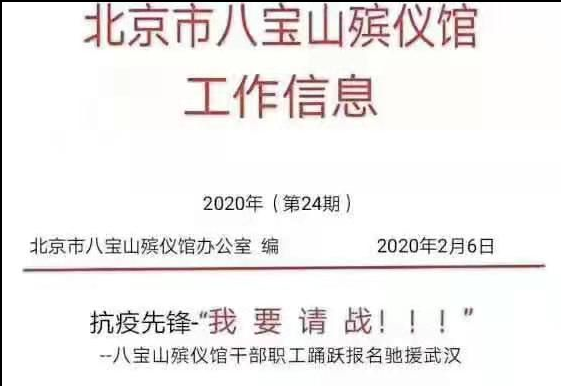 北京市八宝山殡仪馆
工作信息
2020年（第24期）
北京市八宝山殡仪馆办公室 编 2020年2月6日
抗疫先锋-“我 要 请 战！！！”
--八宝山殡仪馆干部职工踊跃报名驰援武汉